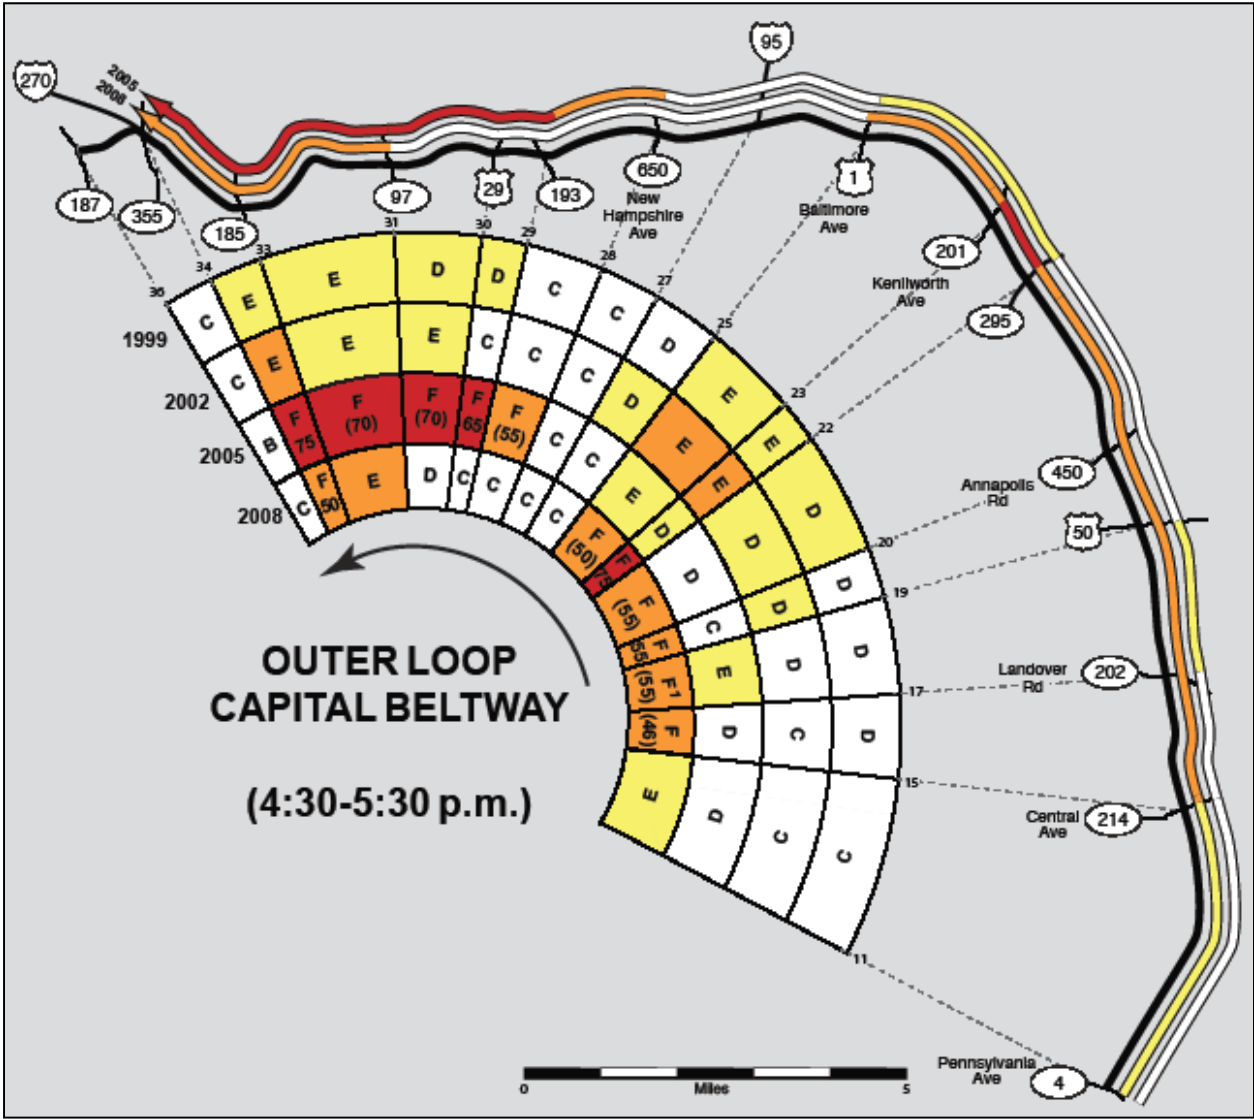 95
270
2005
2008
187
355
185
97
29
193
650
New
Hampshire
Ave
1
Baltimore
Ave
201
Kenilworth
Ave
295
450
Annapolis
Rd
50
202
Landover
Rd
214
Central
Ave
4
Pennsylvania
Ave
36
34
33
31
30
29
28
27
25
23
22
20
19
17
15
11
1999
C
E
E
D
D
C
C
D
E
E
D
D
D
D
C
2002
C
E
E
E
C
C
C
D
E
E
D
D
D
C
C
2005
B
F
75
F
(70)
F
(70)
F
65
F
(55)
C
C
E
D
D
C
E
D
D
2008
C
F
50
E
D
C
C
C
C
F
(50)
F
75
F
(55)
F
55
F1
(55)
F
(46)
E
OUTER LOOP
CAPITAL BELTWAY
(4:30-5:30 p.m.)
0
Miles
5